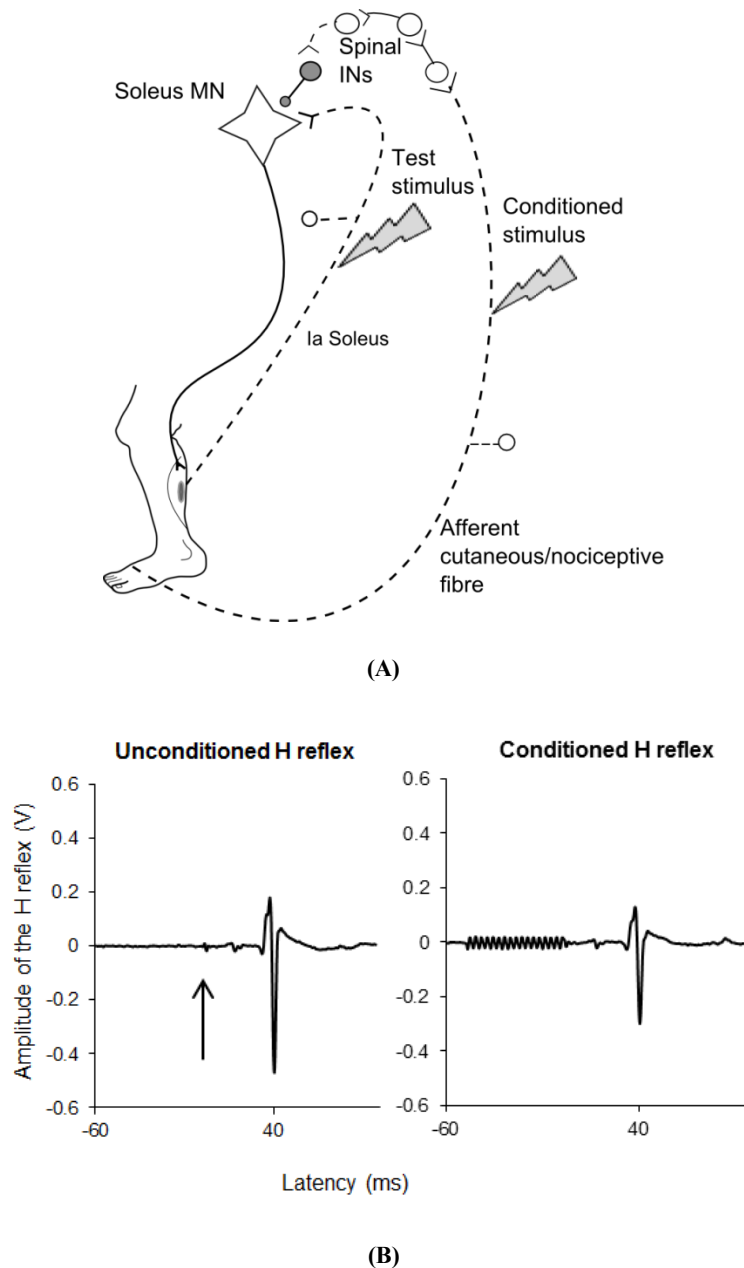 Spinal
INs
Soleus MN
Test
stimulus
Conditioned
stimulus
Ia Soleus
Afferent
cutaneous/nociceptive
fibre
(A)
Unconditioned H reflex
Conditioned H reflex
Amplitude of the H reflex (V)
0.6
0.4
0.2
0
-0.2
-0.4
-0.6
-60
40
0.6
0.4
0.2
0
-0.2
-0.4
-0.6
-60
40
Latency (ms)
(B)